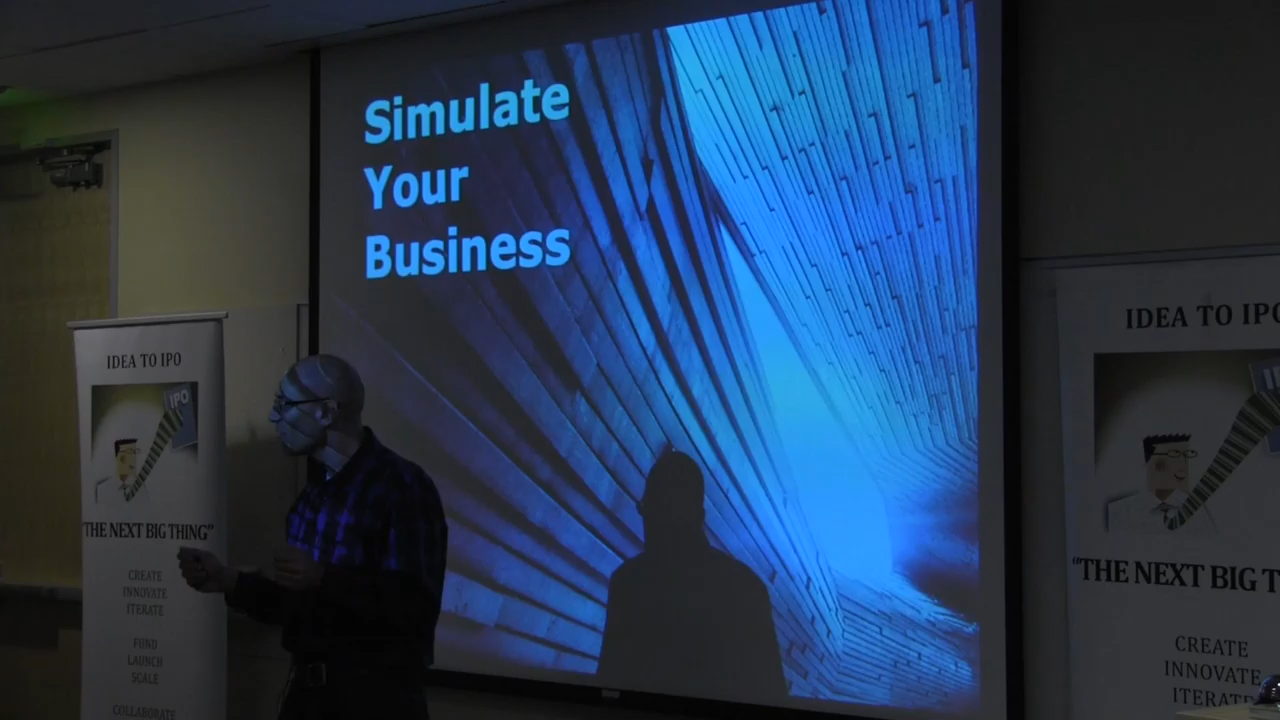 Simulate
Your
Business
IDEA TO IPO
IPO
"THE NEXT BIG THING"
CREATE
INNOVATE
ITERATE
FUND
LAUNCH
SCALE
COLLABORATE
IDEA TO IPO
"THE NEXT BIG T
CREATE
INNOVATE
ITERATE